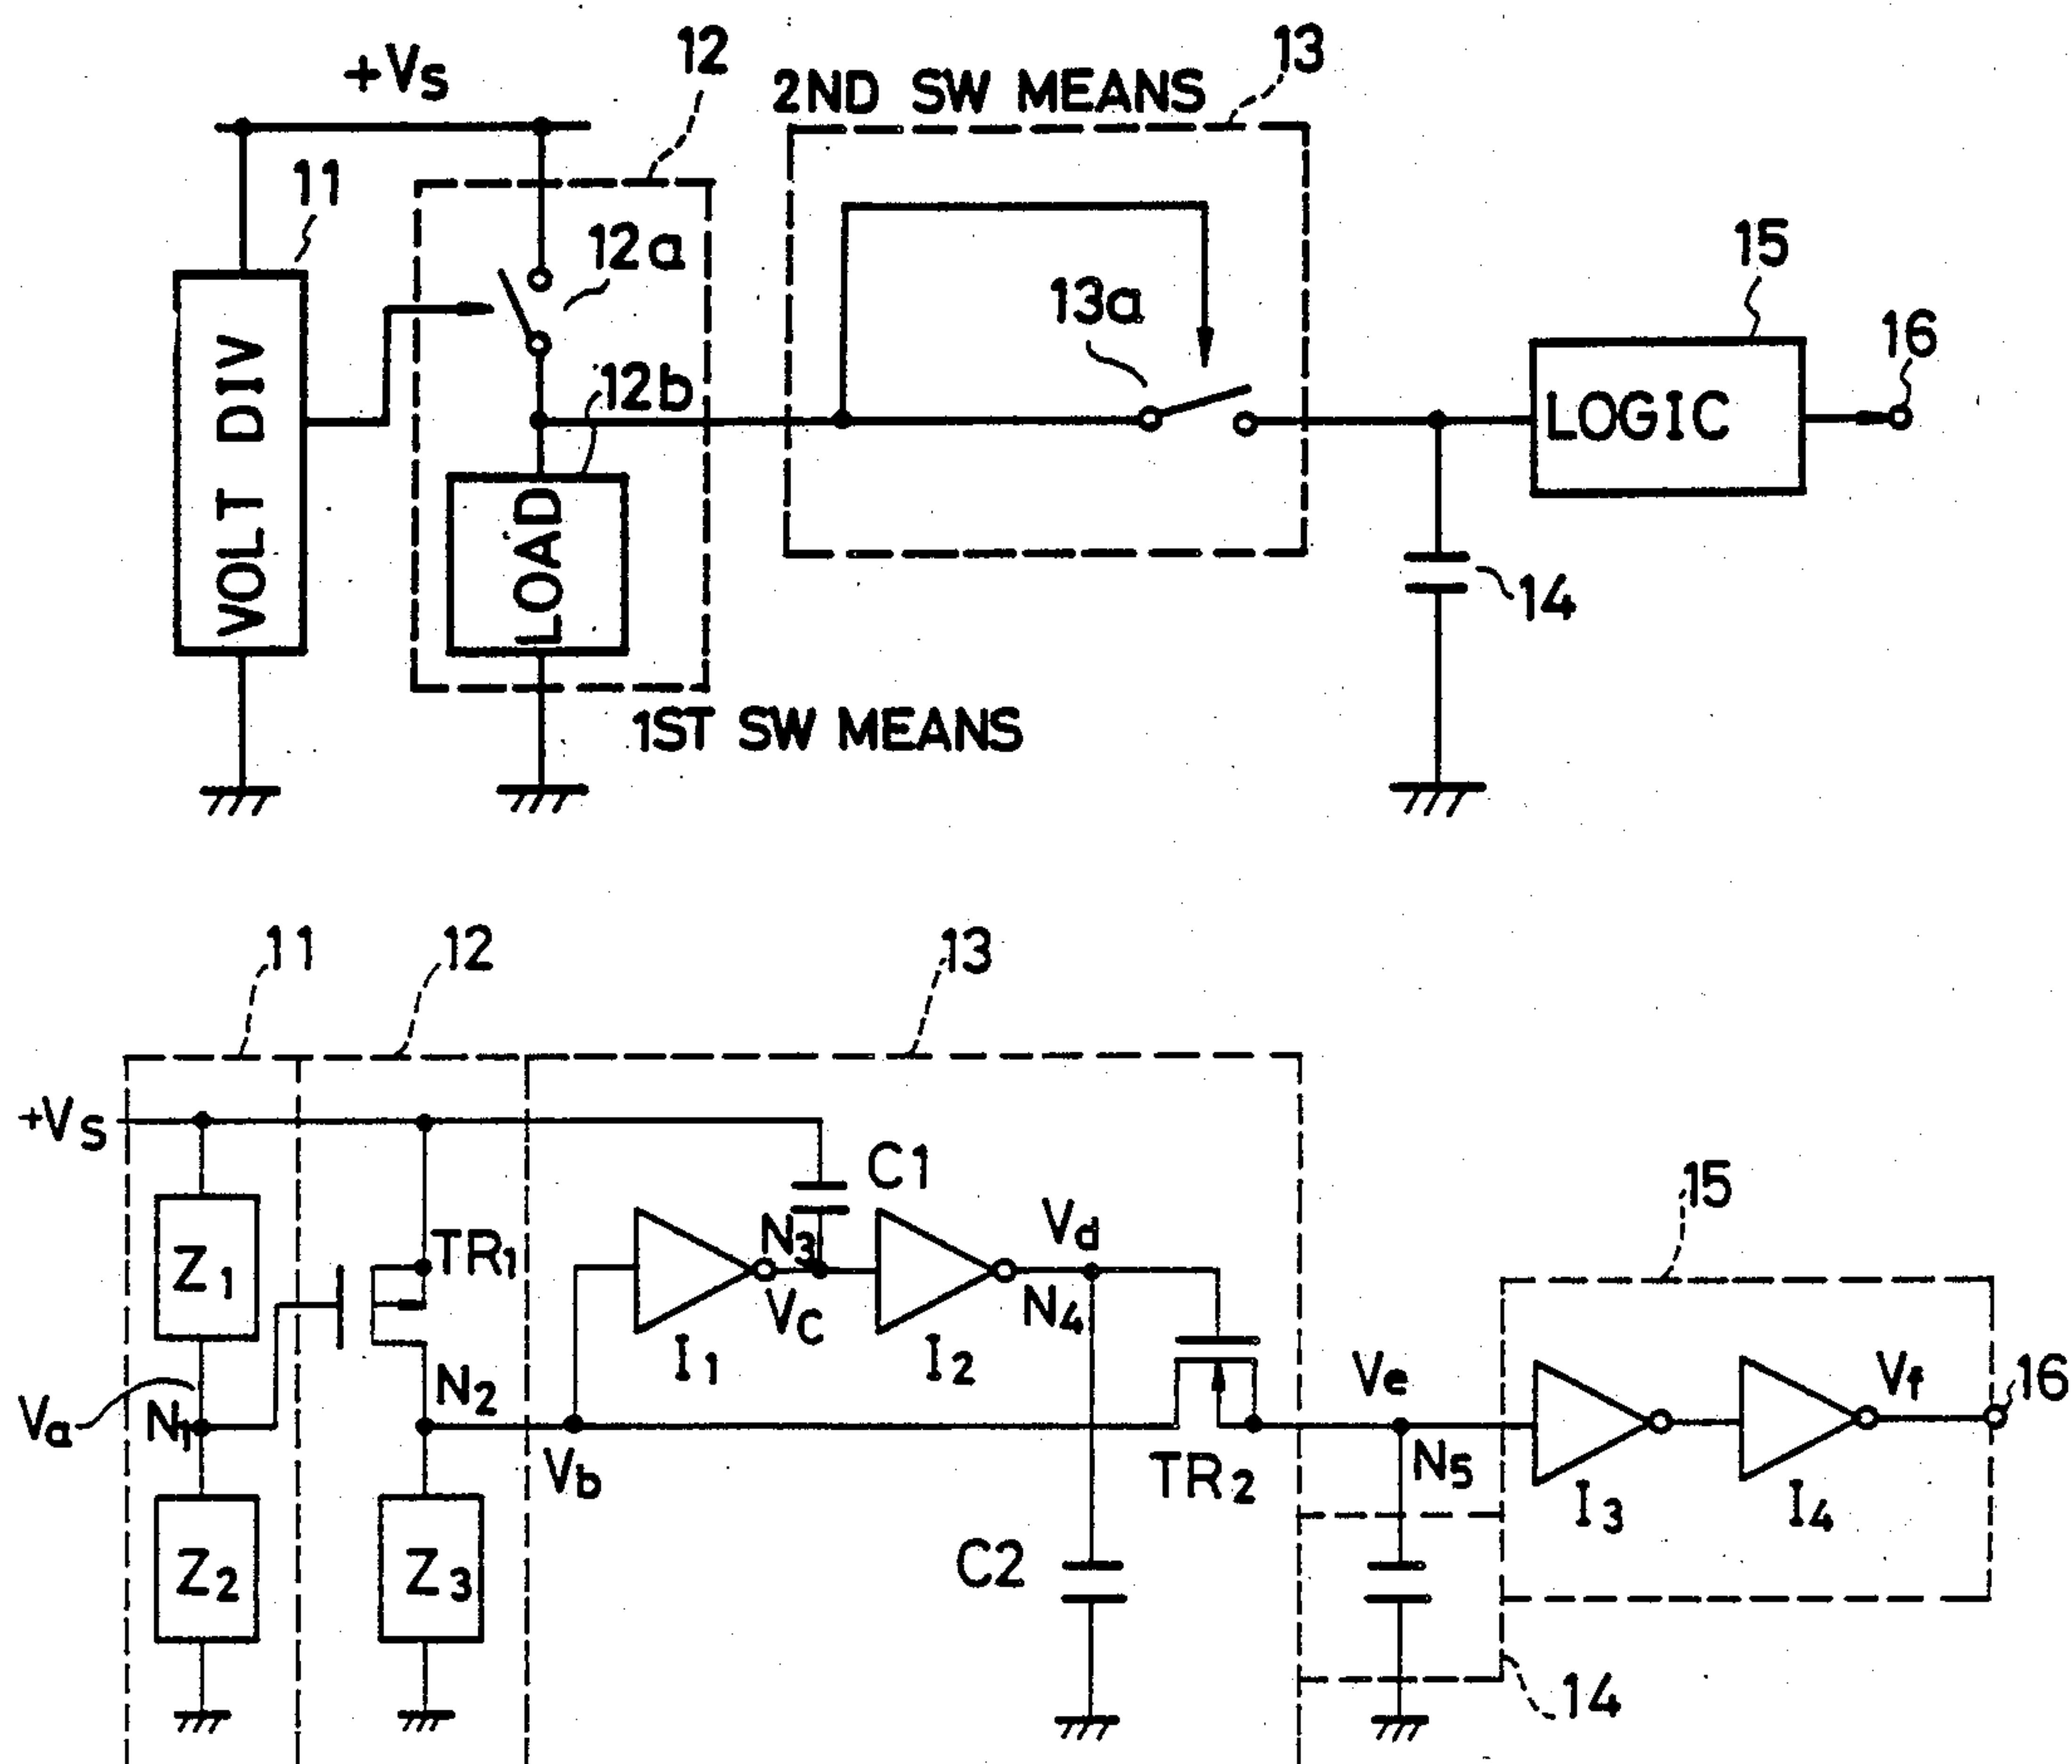 +Vs
12
2ND SW MEANS
13
11
12a
13a
15
16
VOLT DIV
12b
LOGIC
LOAD
14
1ST SW MEANS
11
12
13
+Vs
C1
15
Z1
TR1
N3
Vd
Vc
N4
I1
I2
Va
N1
N2
Ve
Vf
16
Vb
TR2
N5
I3
I4
Z2
Z3
C2
14